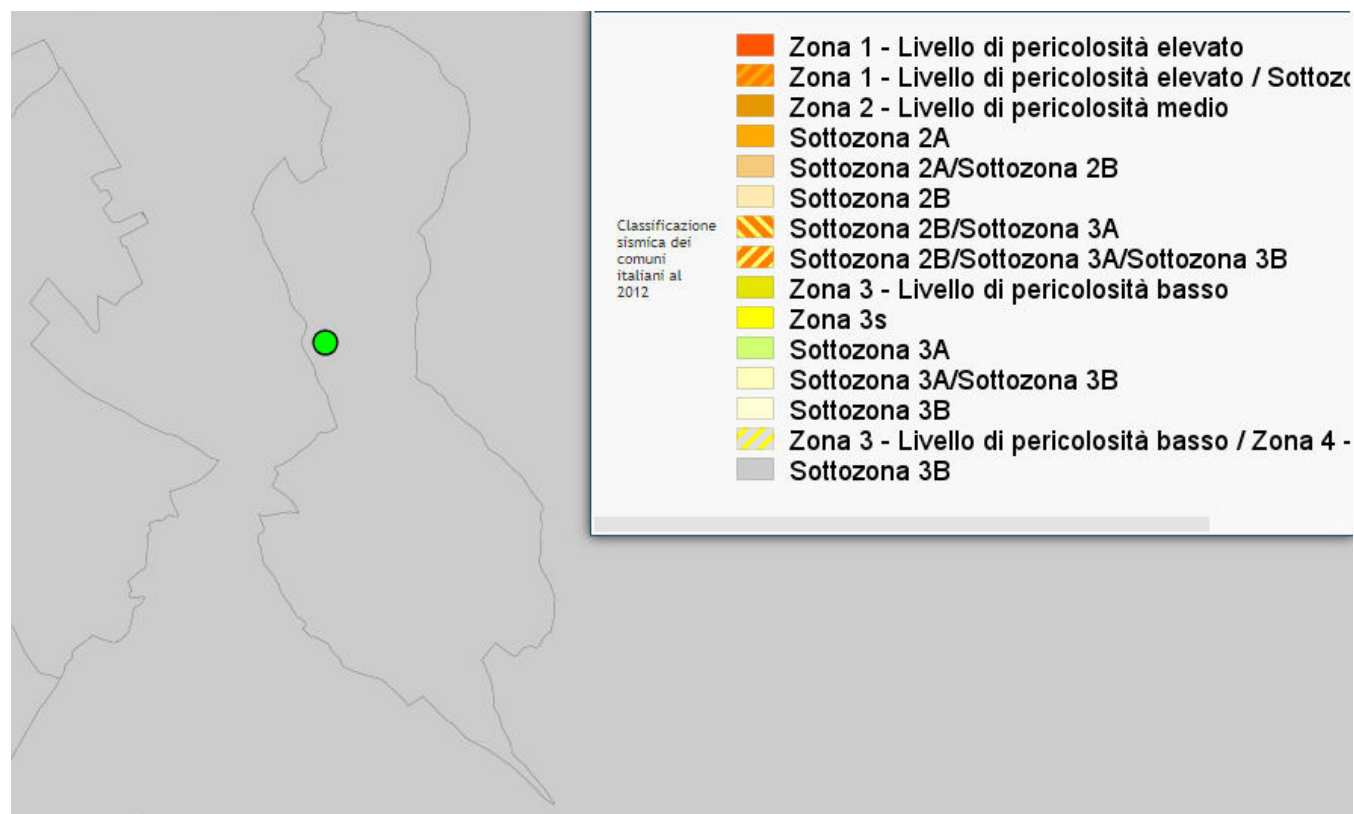 Zona 1 - Livello di pericolosità elevato
Zona 1 - Livello di pericolosità elevato / Sottozo
Zona 2 - Livello di pericolosità medio
Sottozona 2A
Sottozona 2A/Sottozona 2B
Sottozona 2B
Classificazione
sismica dei
comuni
italiani al
2012
Sottozona 2B/Sottozona 3A
Sottozona 2B/Sottozona 3A/Sottozona 3B
Zona 3 - Livello di pericolosità basso
Zona 3s
Sottozona 3A
Sottozona 3A/Sottozona 3B
Sottozona 3B
Zona 3 - Livello di pericolosità basso / Zona 4 -
Sottozona 3B